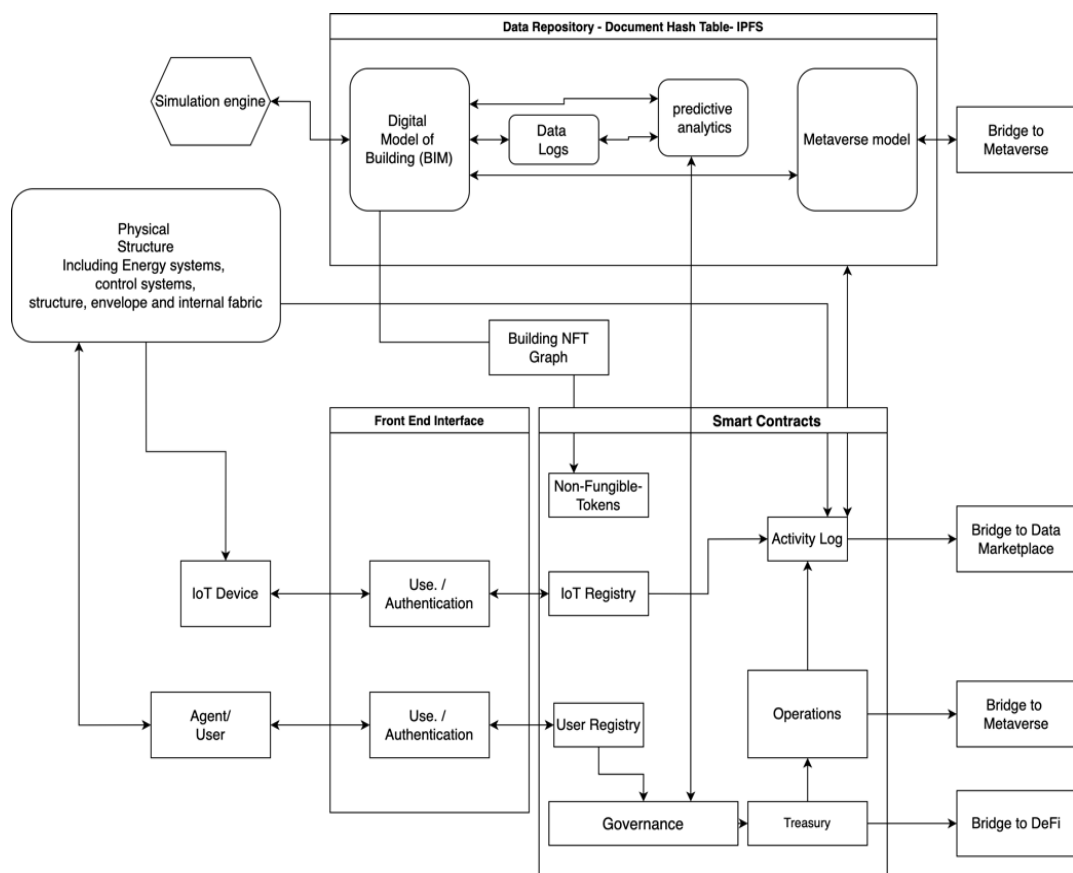 Data Repository - Document Hash Table- IPFS
Simulation engine
Digital
Model of
Building (BIM)
Data
Logs
predictive
analytics
Metaverse model
Bridge to
Metaverse
Physical
Structure
Including Energy systems,
control systems,
structure, envelope and internal fabric
Building NFT
Graph
Front End Interface
Smart Contracts
Non-Fungible-
Tokens
Activity Log
Bridge to Data
Marketplace
IoT Device
Use. /
Authentication
IoT Registry
Agent/
User
Use. /
Authentication
User Registry
Operations
Bridge to
Metaverse
Governance
Treasury
Bridge to DeFi